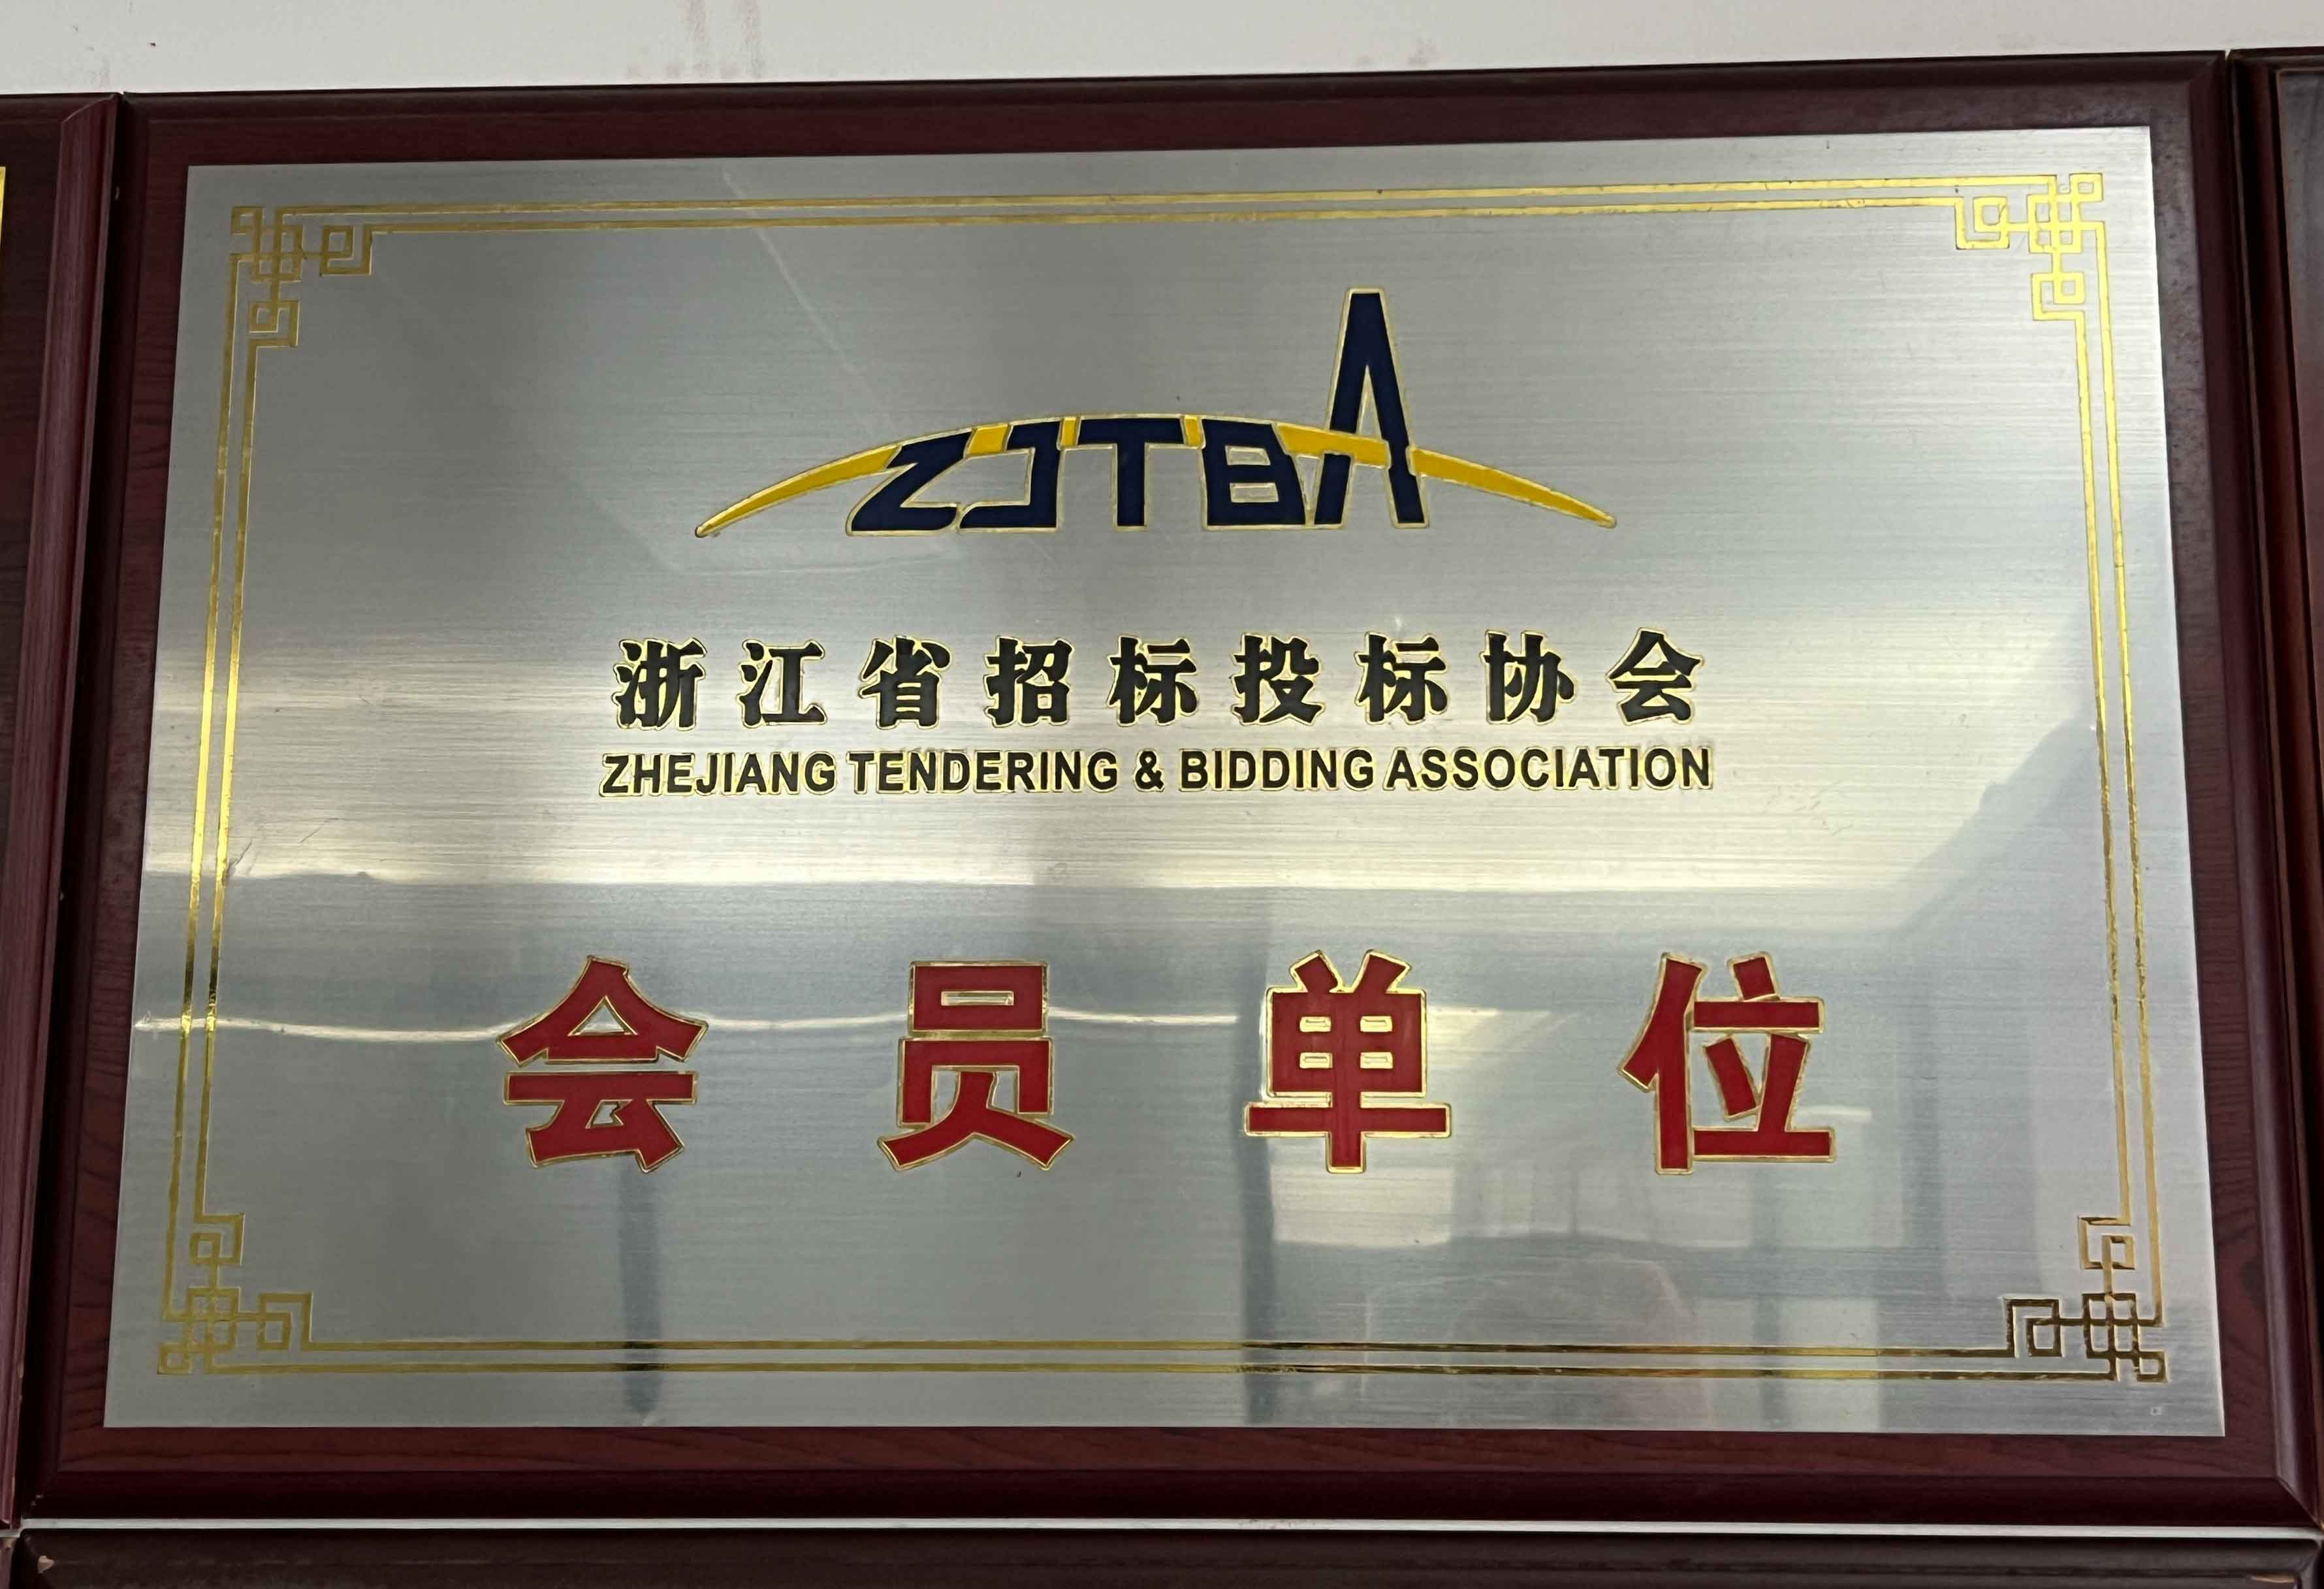 ZJTBA
浙江省招标投标协会
ZHEJIANG TENDERING & BIDDING ASSOCIATION
会员单位